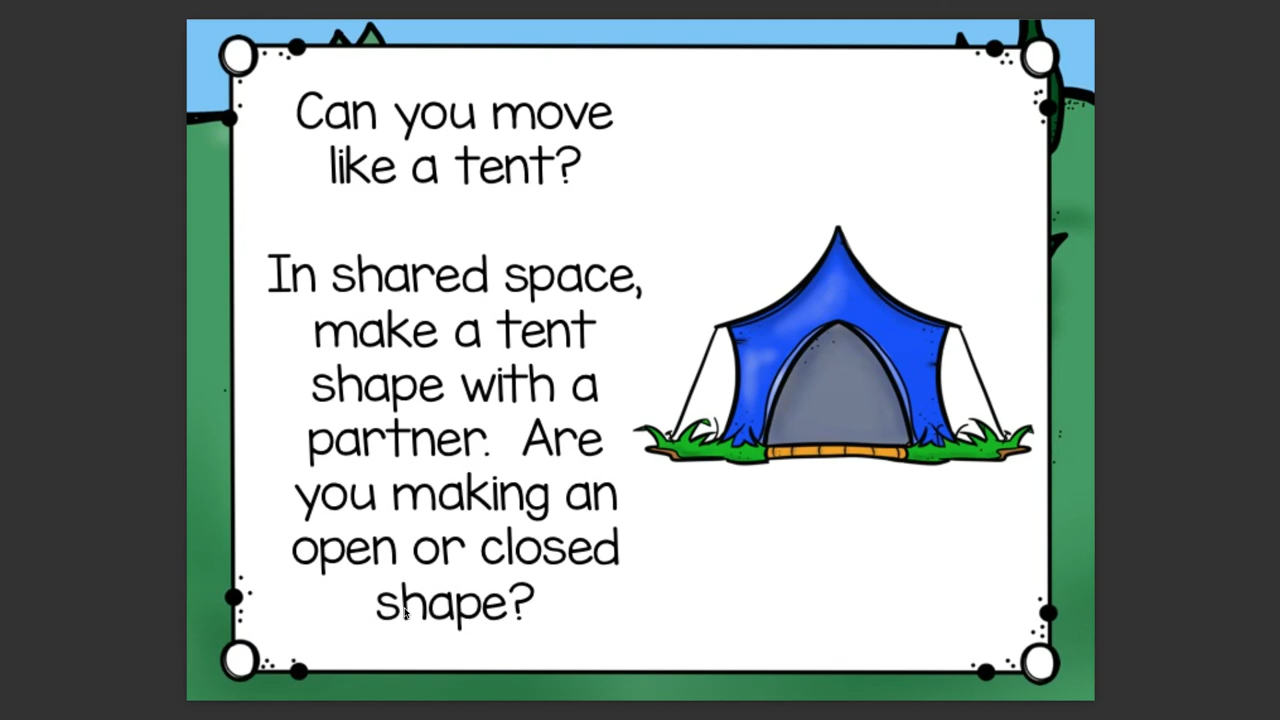 Can you move
like a tent?
In shared space,
make a tent
shape with a
partner.  Are
you making an
open or closed
shape?